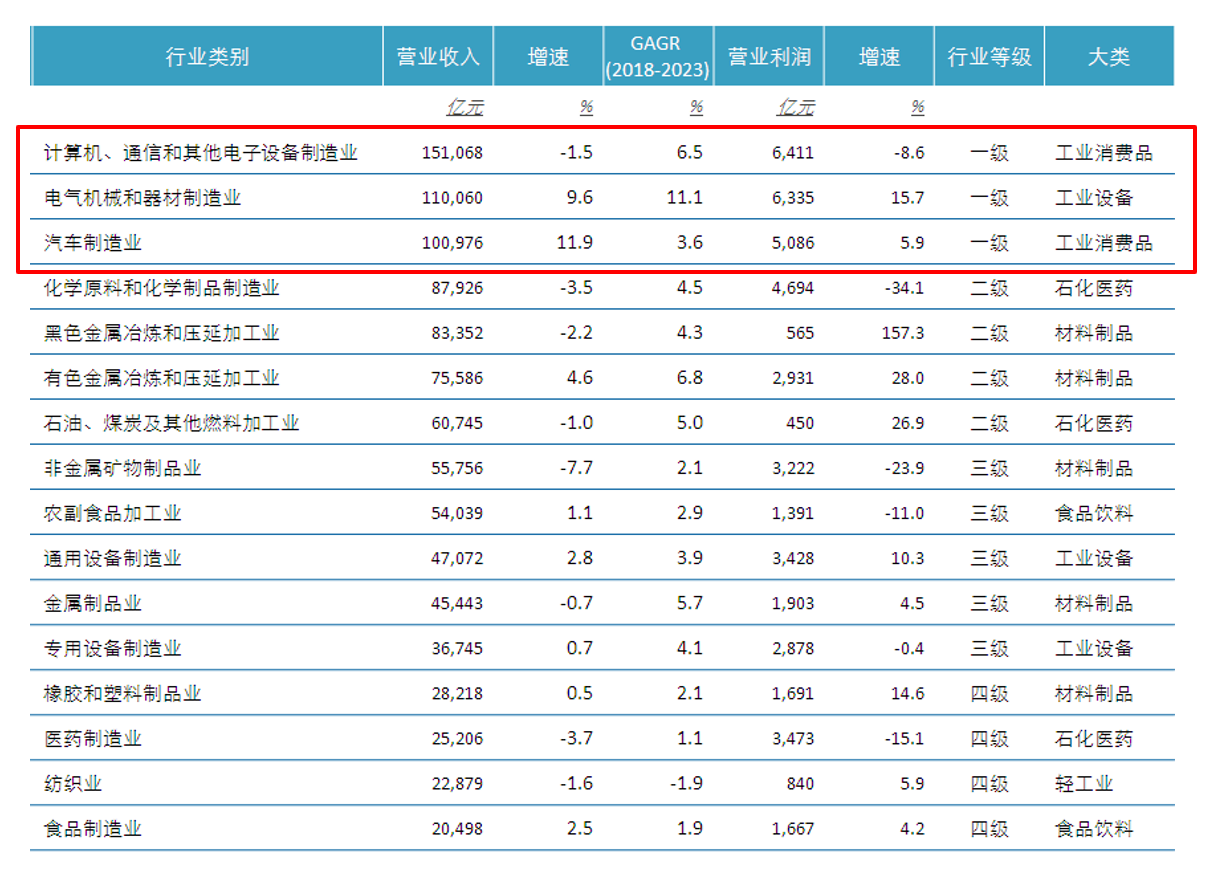 行业类别 营业收入 增速 GAGR (2018-2023) 营业利润 增速 行业等级 大类
亿元 % % 亿元 %
计算机、通信和其他电子设备制造业 151,068 -1.5 6.5 6,411 -8.6 一级 工业消费品
电气机械和器材制造业 110,060 9.6 11.1 6,335 15.7 一级 工业设备
汽车制造业 100,976 11.9 3.6 5,086 5.9 一级 工业消费品
化学原料和化学制品制造业 87,926 -3.5 4.5 4,694 -34.1 二级 石化医药
黑色金属冶炼和压延加工业 83,352 -2.2 4.3 565 157.3 二级 材料制品
有色金属冶炼和压延加工业 75,586 4.6 6.8 2,931 28.0 二级 材料制品
石油、煤炭及其他燃料加工业 60,745 -1.0 5.0 450 26.9 二级 石化医药
非金属矿物制品业 55,756 -7.7 2.1 3,222 -23.9 三级 材料制品
农副食品加工业 54,039 1.1 2.9 1,391 -11.0 三级 食品饮料
通用设备制造业 47,072 2.8 3.9 3,428 10.3 三级 工业设备
金属制品业 45,443 -0.7 5.7 1,903 4.5 三级 材料制品
专用设备制造业 36,745 0.7 4.1 2,878 -0.4 三级 工业设备
橡胶和塑料制品业 28,218 0.5 2.1 1,691 14.6 四级 材料制品
医药制造业 25,206 -3.7 1.1 3,473 -15.1 四级 石化医药
纺织业 22,879 -1.6 -1.9 840 5.9 四级 轻工业
食品制造业 20,498 2.5 1.9 1,667 4.2 四级 食品饮料